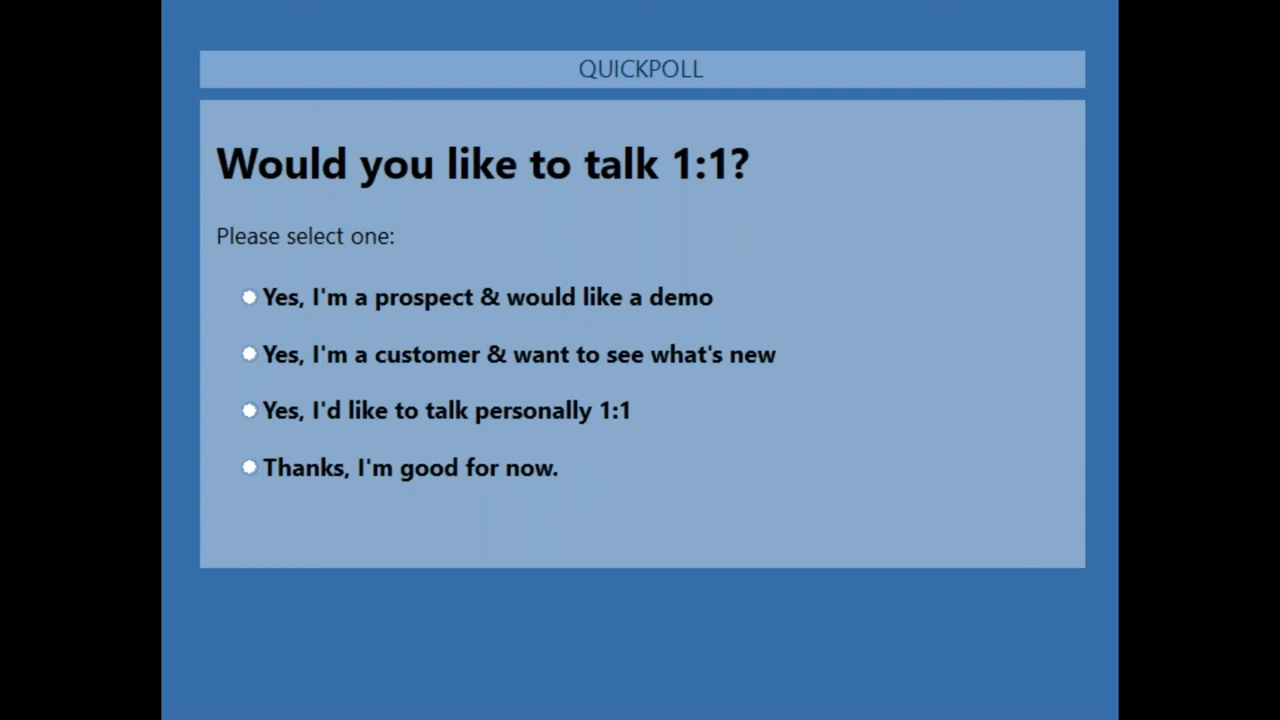 QUICKPOLL
Would you like to talk 1:1?
Please select one:
Yes, I'm a prospect & would like a demo
Yes, I'm a customer & want to see what's new
Yes, I'd like to talk personally 1:1
Thanks, I'm good for now.